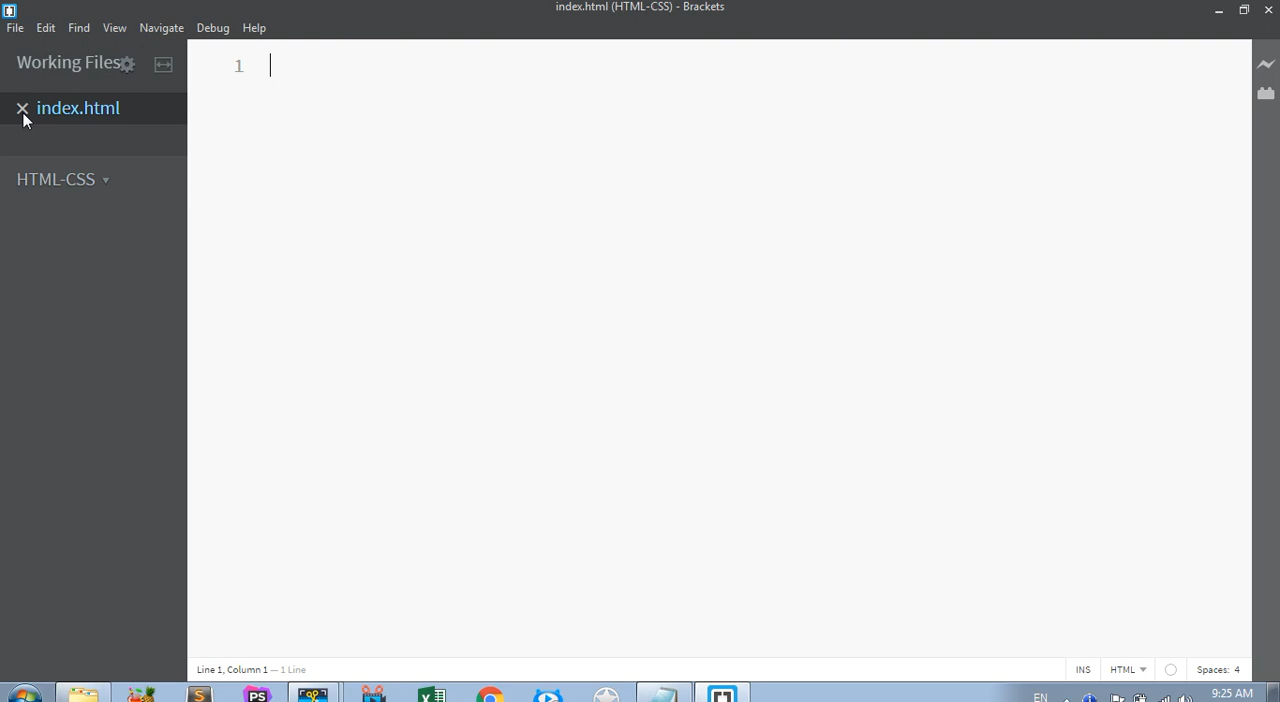 index.html (HTML-CSS) - Brackets
File Edit Find View Navigate Debug Help
Working Files
index.html
HTML-CSS
1
Line 1, Column 1 — 1 Line
INS HTML Spaces: 4
S PS EN 9:25 AM